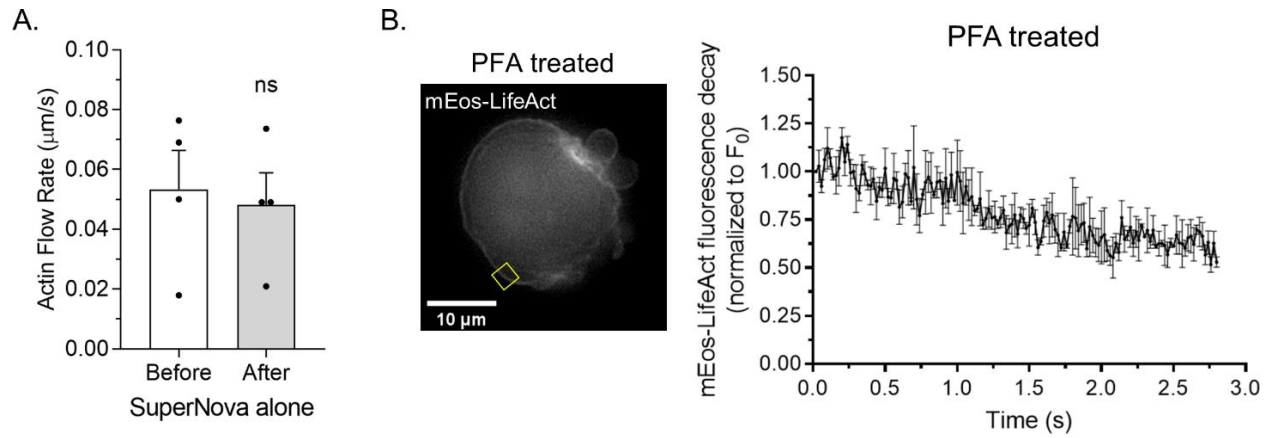 A.
0.10
0.08
0.06
0.04
0.02
0.00
Actin Flow Rate (μm/s)
ns
Before After
SuperNova alone
B.
PFA treated
mEos-LifeAct
10 μm
PFA treated
mEos-LifeAct fluorescence decay
(normalized to F0)
1.50
1.25
1.00
0.75
0.50
0.25
0.00
0.0 0.5 1.0 1.5 2.0 2.5 3.0
Time (s)